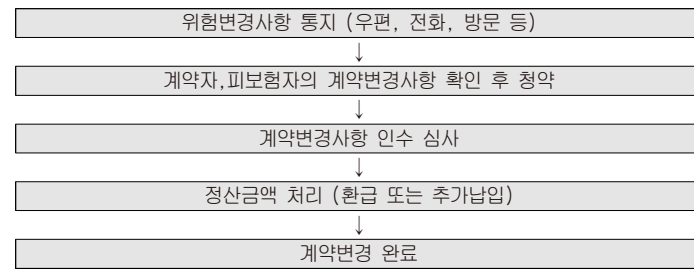 위험변경사항 통지 (우편, 전화, 방문 등)
↓
계약자,피보험자의 계약변경사항 확인 후 청약
↓
계약변경사항 인수 심사
↓
정산금액 처리 (환급 또는 추가납입)
↓
계약변경 완료